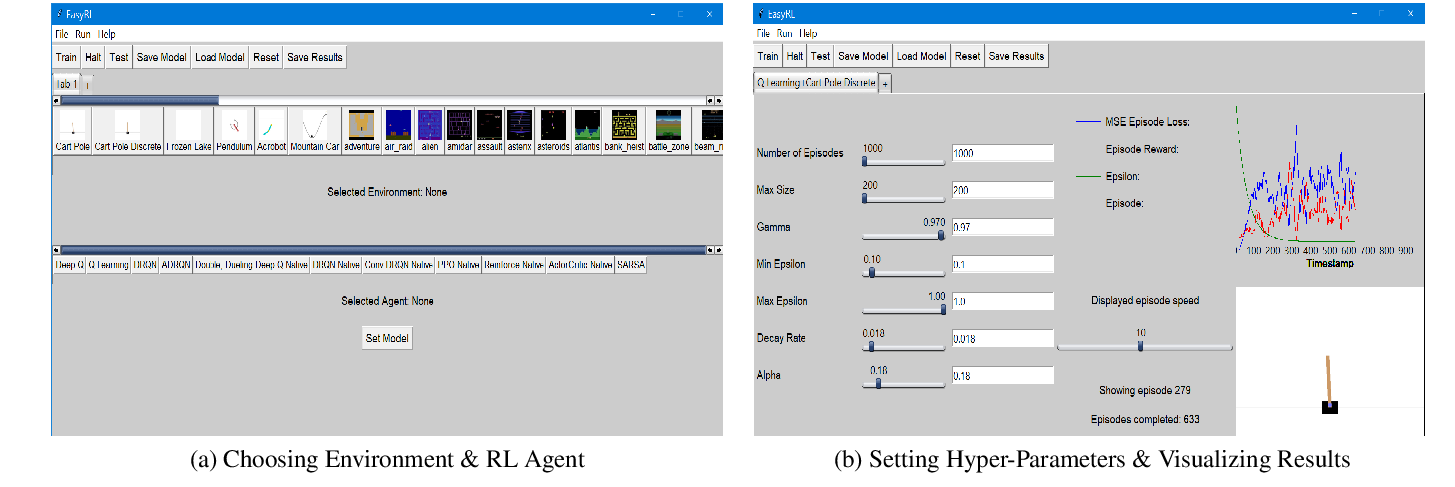 EasyRL
File Run Help
Train Halt Test Save Model Load Model Reset Save Results
Tab 1 +
Cart Pole Cart Pole Discrete Frozen Lake Pendulum Acrobot Mountain Car adventure air_raid alien amidar assault asterix asteroids atlantis bank_heist battle_zone beam_ri
Selected Environment: None
Deep Q Q Learning DRQN ADRQN Double, Dueling Deep Q Native DRQN Native Conv DRQN Native PPO Native Reinforce Native ActorCritic Native SARSA
Selected Agent: None
Set Model
(a) Choosing Environment & RL Agent
EasyRL
File Run Help
Train Halt Test Save Model Load Model Reset Save Results
Q Learning+Cart Pole Discrete +
Number of Episodes 1000 1000
Max Size 200 200
Gamma 0.970 0.97
Min Epsilon 0.10 0.1
Max Epsilon 1.00 1.0
Decay Rate 0.018 0.018
Alpha 0.18 0.18
MSE Episode Loss:
Episode Reward:
Epsilon:
Episode:
100 200 300 400 500 600 700 800 900
Timestamp
Displayed episode speed
10
Showing episode 279
Episodes completed: 633
(b) Setting Hyper-Parameters & Visualizing Results